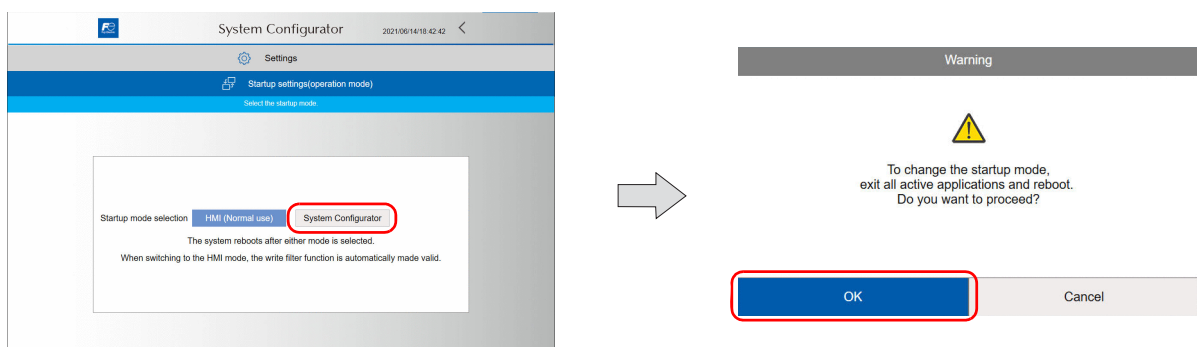 System Configurator
2021/06/14/18:42:42
Settings
Startup settings(operation mode)
Select the startup mode.
Startup mode selection HMI (Normal use) System Configurator
The system reboots after either mode is selected.
When switching to the HMI mode, the write filter function is automatically made valid.
Warning
To change the startup mode,
exit all active applications and reboot.
Do you want to proceed?
OK Cancel